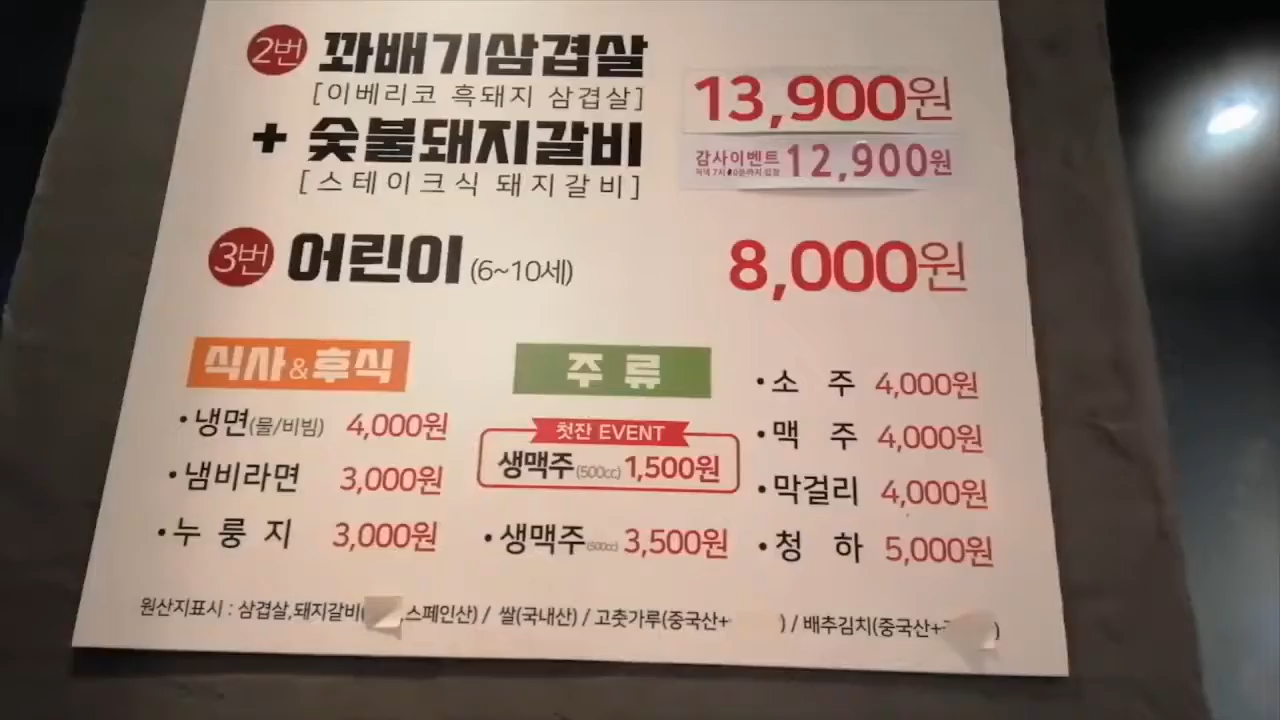 2번 꽈배기삼겹살
[이베리코 흑돼지 삼겹살]
13,900원
+ 숯불돼지갈비
[스테이크식 돼지갈비]
감사이벤트 12,900원
3번 어린이 (6~10세) 8,000원
식사&후식
냉면(물/비빔) 4,000원
냄비라면 3,000원
누룽지 3,000원
주류
첫잔 EVENT
생맥주(500cc) 1,500원
생맥주(500cc) 3,500원
소주 4,000원
맥주 4,000원
막걸리 4,000원
청하 5,000원
원산지표시 : 삼겹살,돼지갈비( ,스페인산) / 쌀(국내산) / 고춧가루(중국산+ ) / 배추김치(중국산+ )